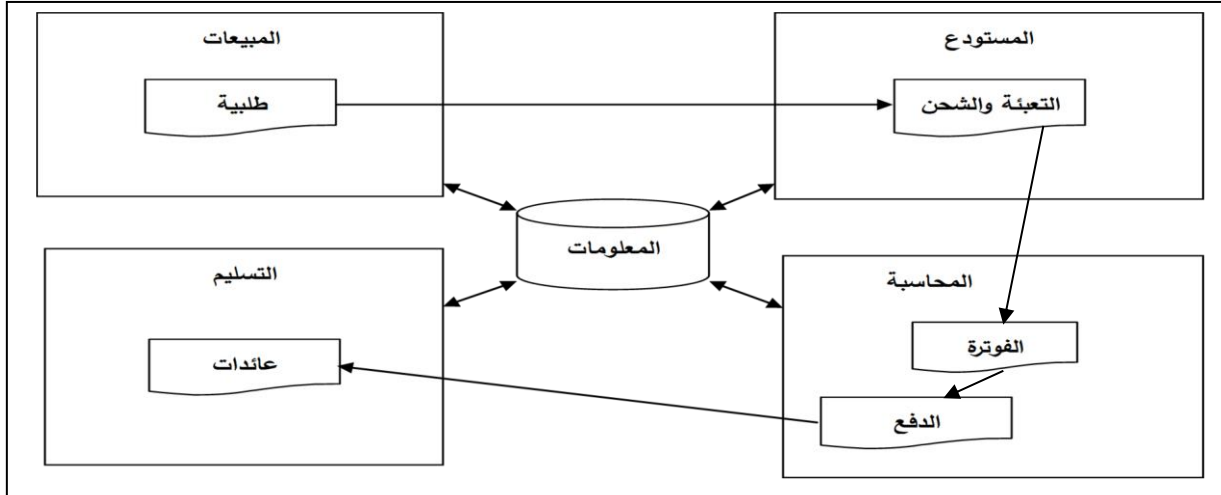 المستودع
التعبئة والشحن
المبيعات
طلبية
المعلومات
المحاسبة
الفوترة
الدفع
التسليم
عائدات